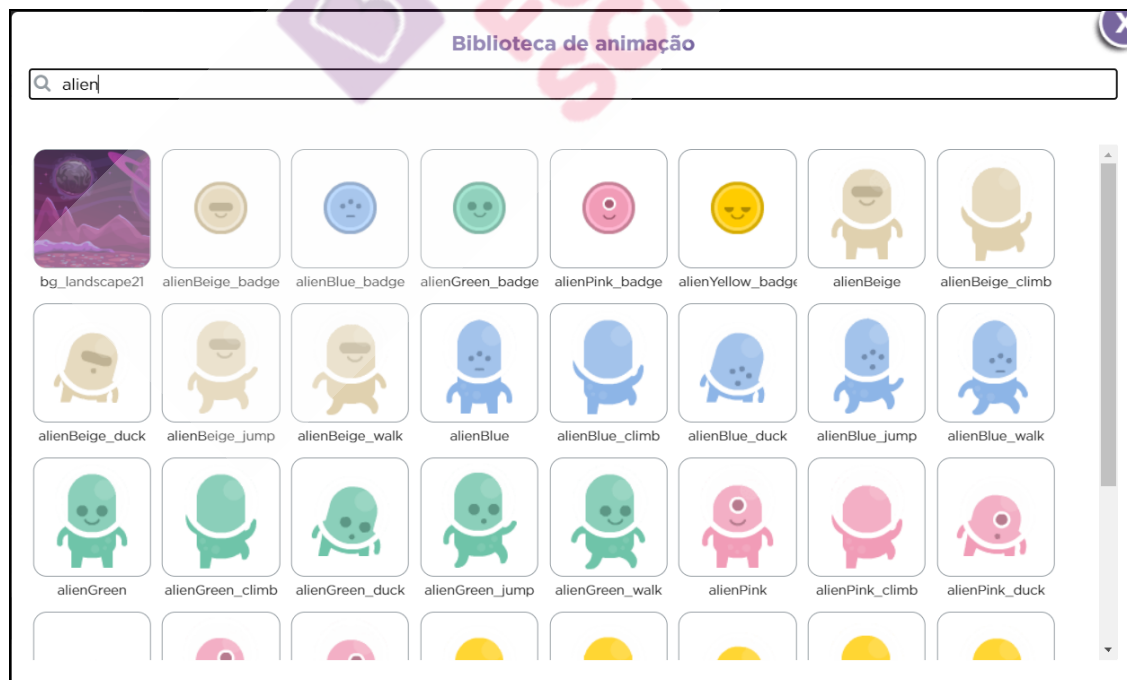 Biblioteca de animação
X
alien
bg_landscape21 alienBeige_badge alienBlue_badge alienGreen_badge alienPink_badge alienYellow_badge alienBeige alienBeige_climb
alienBeige_duck alienBeige_jump alienBeige_walk alienBlue alienBlue_climb alienBlue_duck alienBlue_jump alienBlue_walk
alienGreen alienGreen_climb alienGreen_duck alienGreen_jump alienGreen_walk alienPink alienPink_climb alienPink_duck